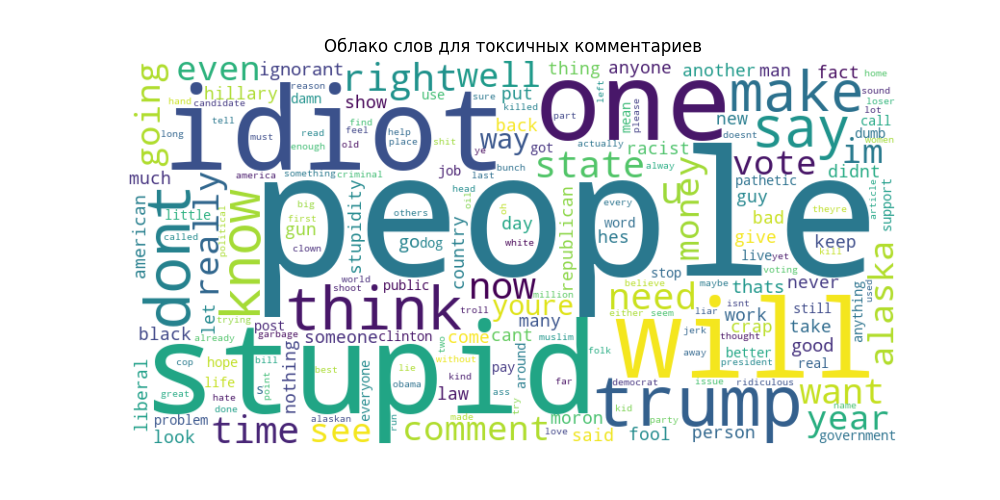 Облако слов для токсичных комментариев
going even ignorant right well thing anyone another man fact home
hand candidate hillary reason damn show use sure put killed part left mean please new make sound loser lot call
long tell idiot find feel back one doesnt say dumb women
must read old help place shit way got actually racist im
much america something enough criminal job ye last bunch state alway vote didnt
american dont little really know political big first gun stupidity people others head oil go dog country oh day white republican every word hes u money pathetic guy bad give theyre article support
called clown world shoot public now stop live yet voting kill keep
let trying think troll million youre believe need maybe thats never alaska used
black already post garbage someone clinton come cant many either seem will isnt liar work still anything
liberal cop hope bill nothing two without muslim around folk jerk crap thought take
great life s point best everyone lie obama kind pay far away better president good real
stupid hate done law ass try democrat issue ridiculous want
problem alaskan run made love moron kid trump party name year
look time see comment said fool person government